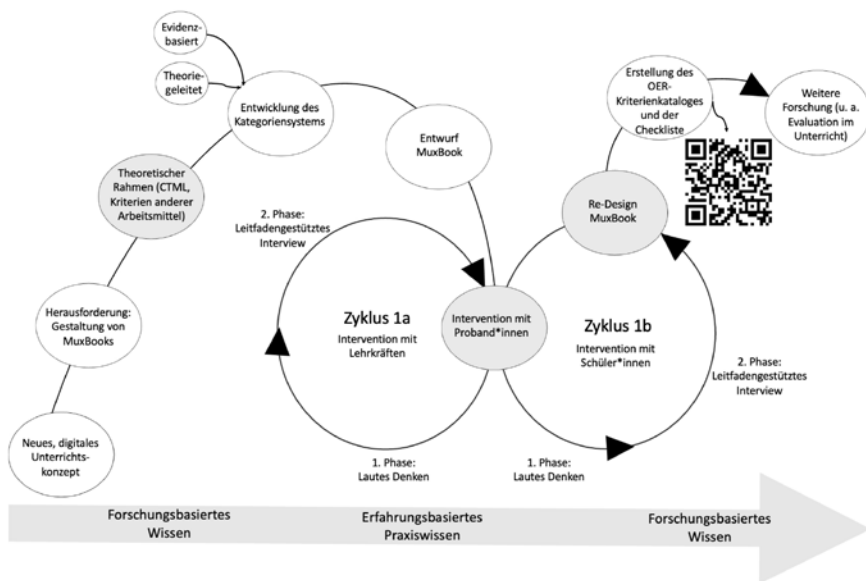 Evidenz-
basiert
Theorie-
geleitet
Entwicklung des
Kategoriensystems
Theoretischer
Rahmen (CTML,
Kriterien anderer
Arbeitsmittel)
Herausforderung:
Gestaltung von
MuxBooks
Neues, digitales
Unterrichts-
konzept
Entwurf
MuxBook
2. Phase:
Leitfadengestütztes
Interview
Zyklus 1a
Intervention mit
Lehrkräften
1. Phase:
Lautes Denken
Intervention mit
Proband*innen
Zyklus 1b
Intervention mit
Schüler*innen
1. Phase:
Lautes Denken
2. Phase:
Leitfadengestütztes
Interview
Re-Design
MuxBook
Erstellung des
OER-
Kriterienkataloges
und der
Checkliste
Weitere
Forschung (u. a.
Evaluation im
Unterricht)
Forschungsbasiertes
Wissen
Erfahrungsbasiertes
Praxiswissen
Forschungsbasiertes
Wissen